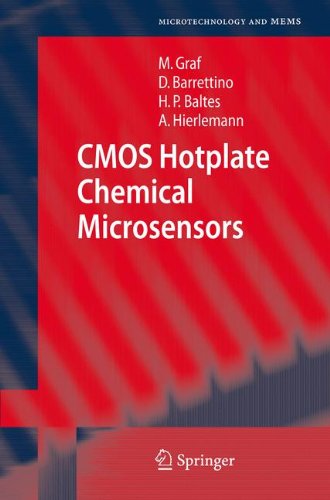 MICROTECHNOLOGY AND MEMS
M. Graf
D. Barrettino
H. P. Baltes
A. Hierlemann
CMOS Hotplate
Chemical
Microsensors
Springer